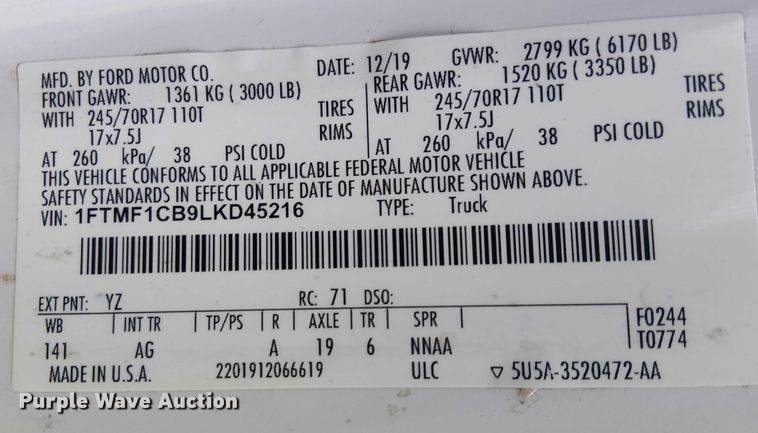 MFD. BY FORD MOTOR CO. DATE: 12/19 GVWR: 2799 KG ( 6170 LB)
FRONT GAWR: 1361 KG ( 3000 LB) REAR GAWR: 1520 KG ( 3350 LB)
WITH 245/70R17 110T TIRES WITH 245/70R17 110T TIRES
17x7.5J RIMS 17x7.5J RIMS
AT 260 kPa/ 38 PSI COLD AT 260 kPa/ 38 PSI COLD
THIS VEHICLE CONFORMS TO ALL APPLICABLE FEDERAL MOTOR VEHICLE
SAFETY STANDARDS IN EFFECT ON THE DATE OF MANUFACTURE SHOWN ABOVE.
VIN: 1FTMF1CB9LKD45216 TYPE: Truck
EXT PNT: YZ RC: 71 DSO:
WB INT TR TP/PS R AXLE TR SPR F0244
141 AG A 19 6 NNAA T0774
MADE IN U.S.A. 2201912066619 ULC ▽ 5U5A-3520472-AA
Purple Wave Auction